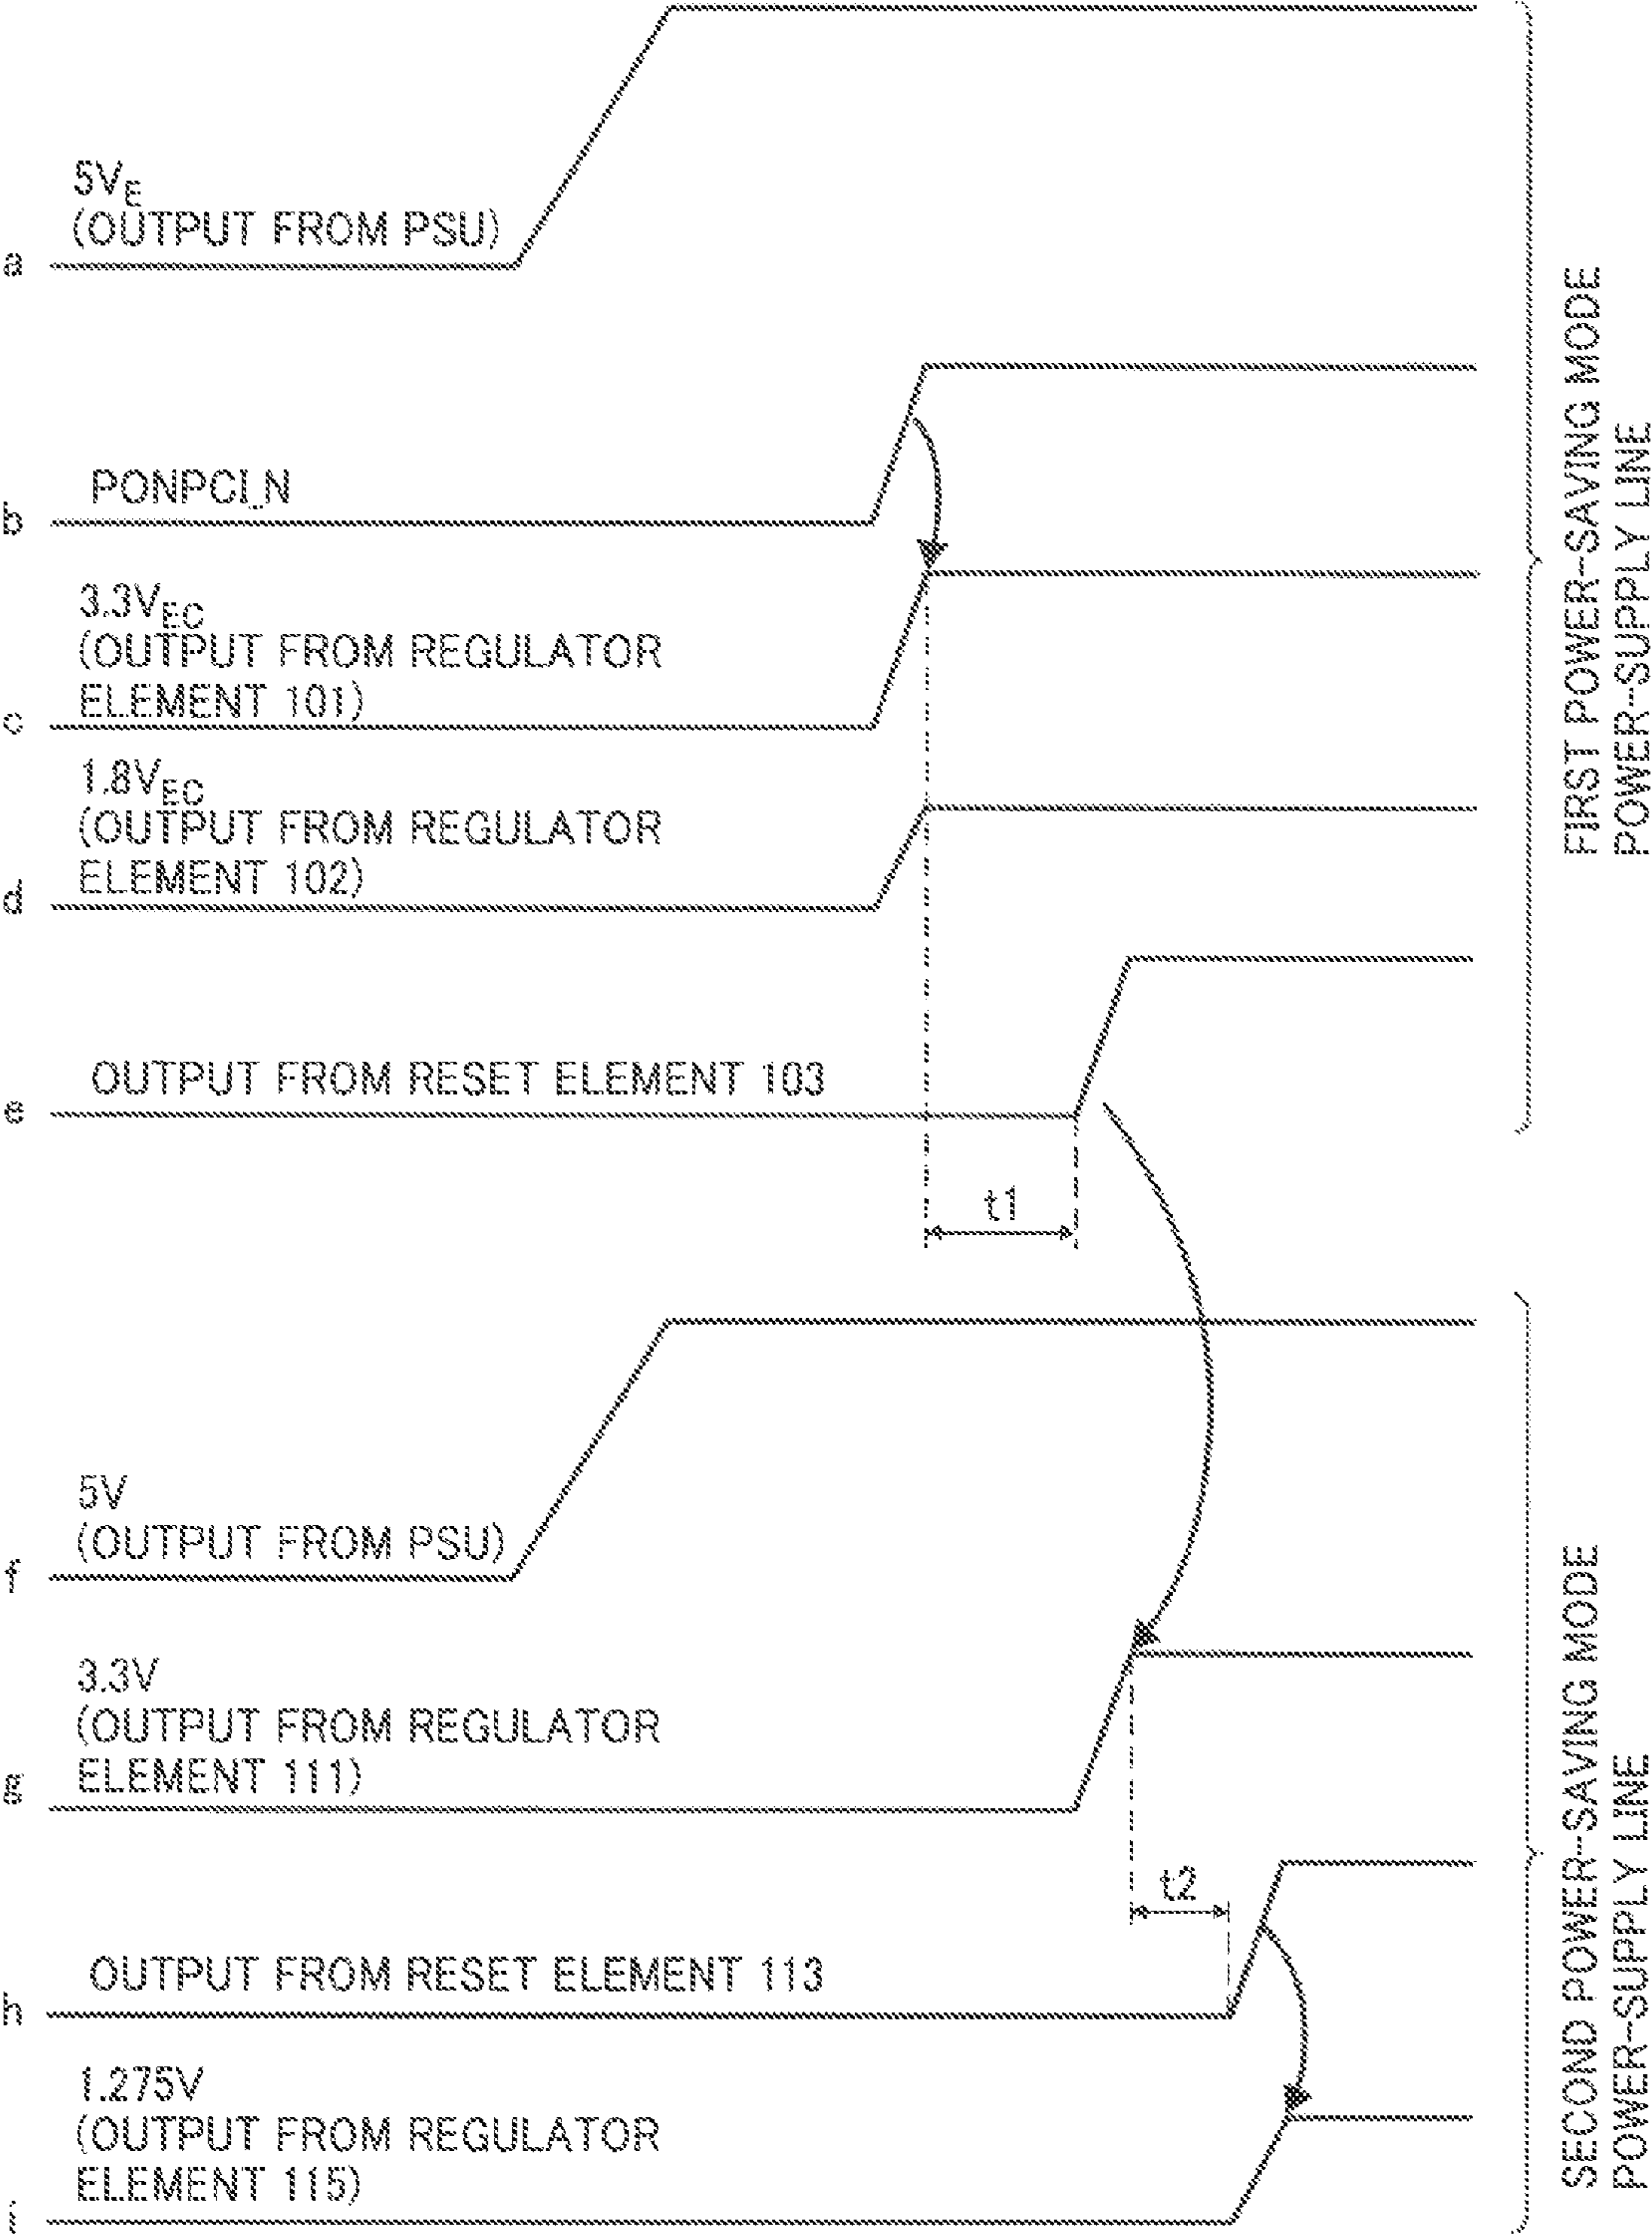 5VE
(OUTPUT FROM PSU)
a
PONPCI_N
b
3.3VEC
(OUTPUT FROM REGULATOR
ELEMENT 101)
c
1.8VEC
(OUTPUT FROM REGULATOR
ELEMENT 102)
d
OUTPUT FROM RESET ELEMENT 103
e
t1
FIRST POWER-SAVING MODE
POWER-SUPPLY LINE
5V
(OUTPUT FROM PSU)
f
3.3V
(OUTPUT FROM REGULATOR
ELEMENT 111)
g
t2
OUTPUT FROM RESET ELEMENT 113
h
1.275V
(OUTPUT FROM REGULATOR
ELEMENT 115)
i
SECOND POWER-SAVING MODE
POWER-SUPPLY LINE